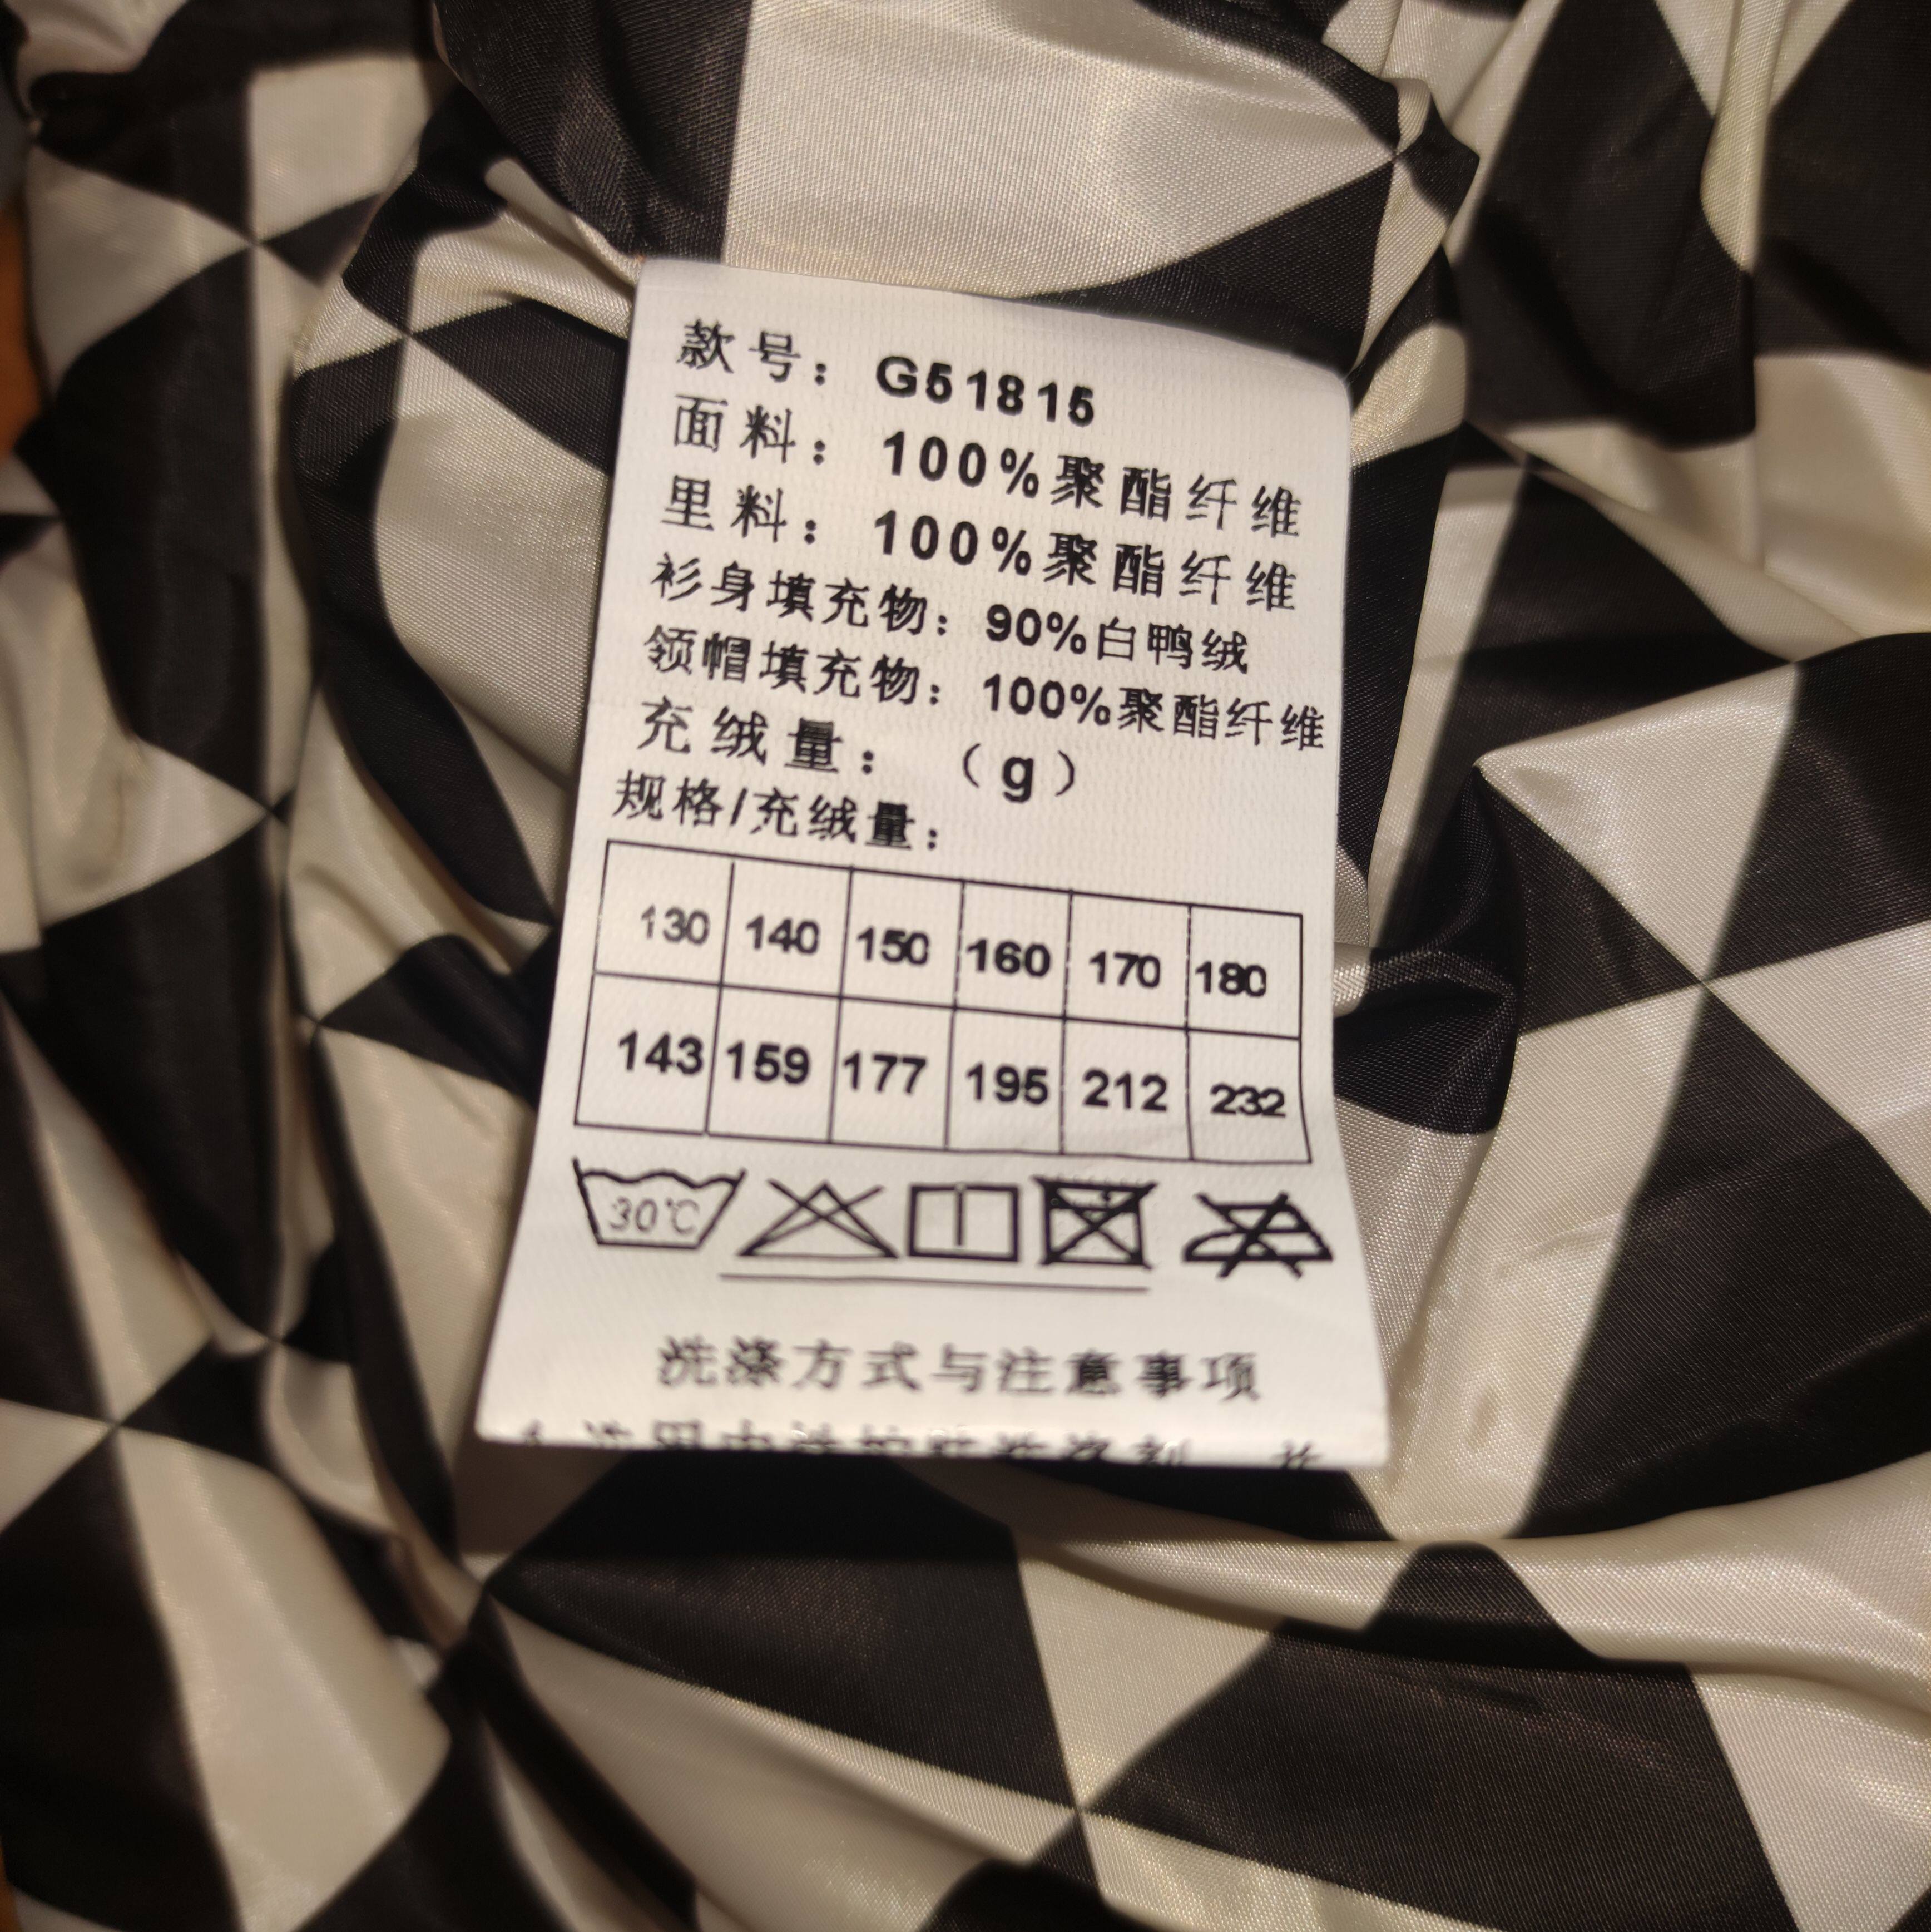 款号： G51815
面料： 100%聚酯纤维
里料： 100%聚酯纤维
衫身填充物： 90%白鸭绒
领帽填充物： 100%聚酯纤维
充绒量： （g）
规格/充绒量：
130 140 150 160 170 180
143 159 177 195 212 232
30℃
洗涤方式与注意事项